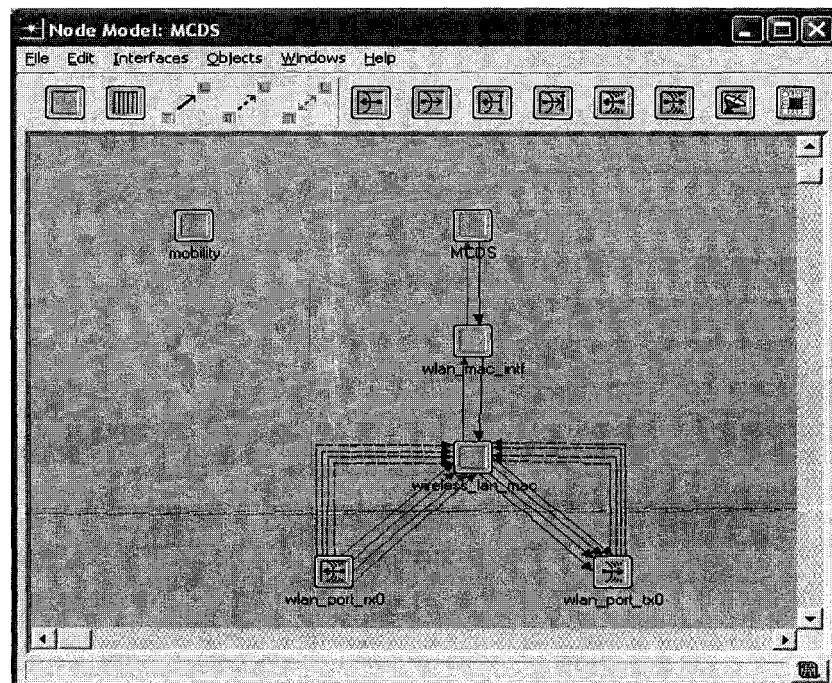 Node Model: MCDS
File Edit Interfaces Objects Windows Help
mobility
MCDS
wlan_mac_intf
wireless_lan_mac
wlan_port_rx0
wlan_port_tx0